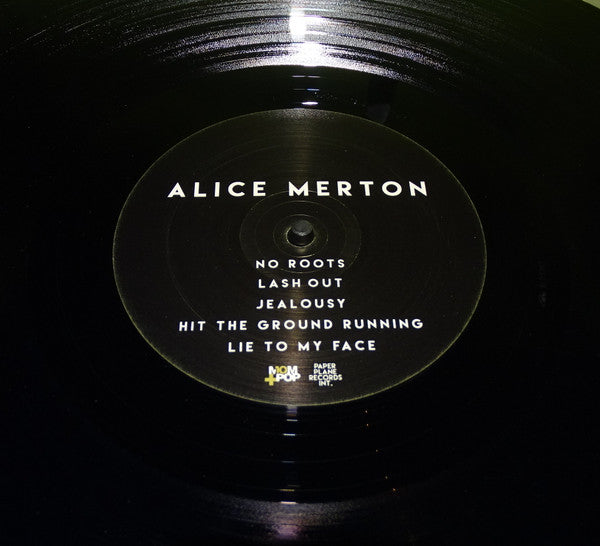 ALICE MERTON
NO ROOTS
LASH OUT
JEALOUSY
HIT THE GROUND RUNNING
LIE TO MY FACE
MOM
+POP
PAPER
PLANE
RECORDS
INT.